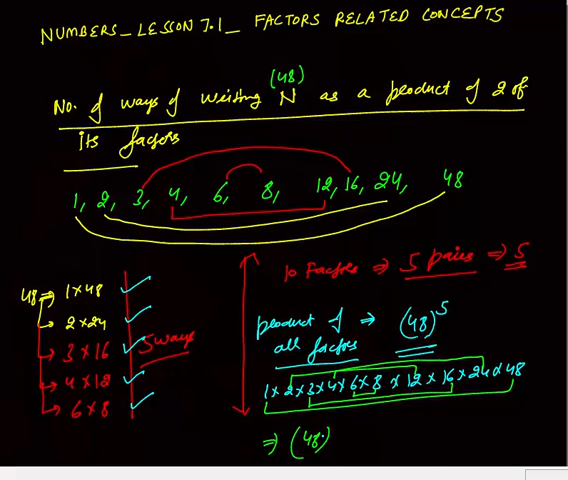 NUMBERS_LESSON 7.1_ FACTORS RELATED CONCEPTS
(48)
No. of ways of writing N as a product of 2 of
its factors
1, 2, 3, 4, 6, 8, 12, 16, 24, 48
48 ⇒ 1 × 48
→ 2 × 24
→ 3 × 16
→ 4 × 12
→ 6 × 8
5 ways
10 Factors ⇒ 5 pairs ⇒ 5
product of ⇒ (48)^5
all factors
1 × 2 × 3 × 4 × 6 × 8 × 12 × 16 × 24 × 48
⇒ (48)